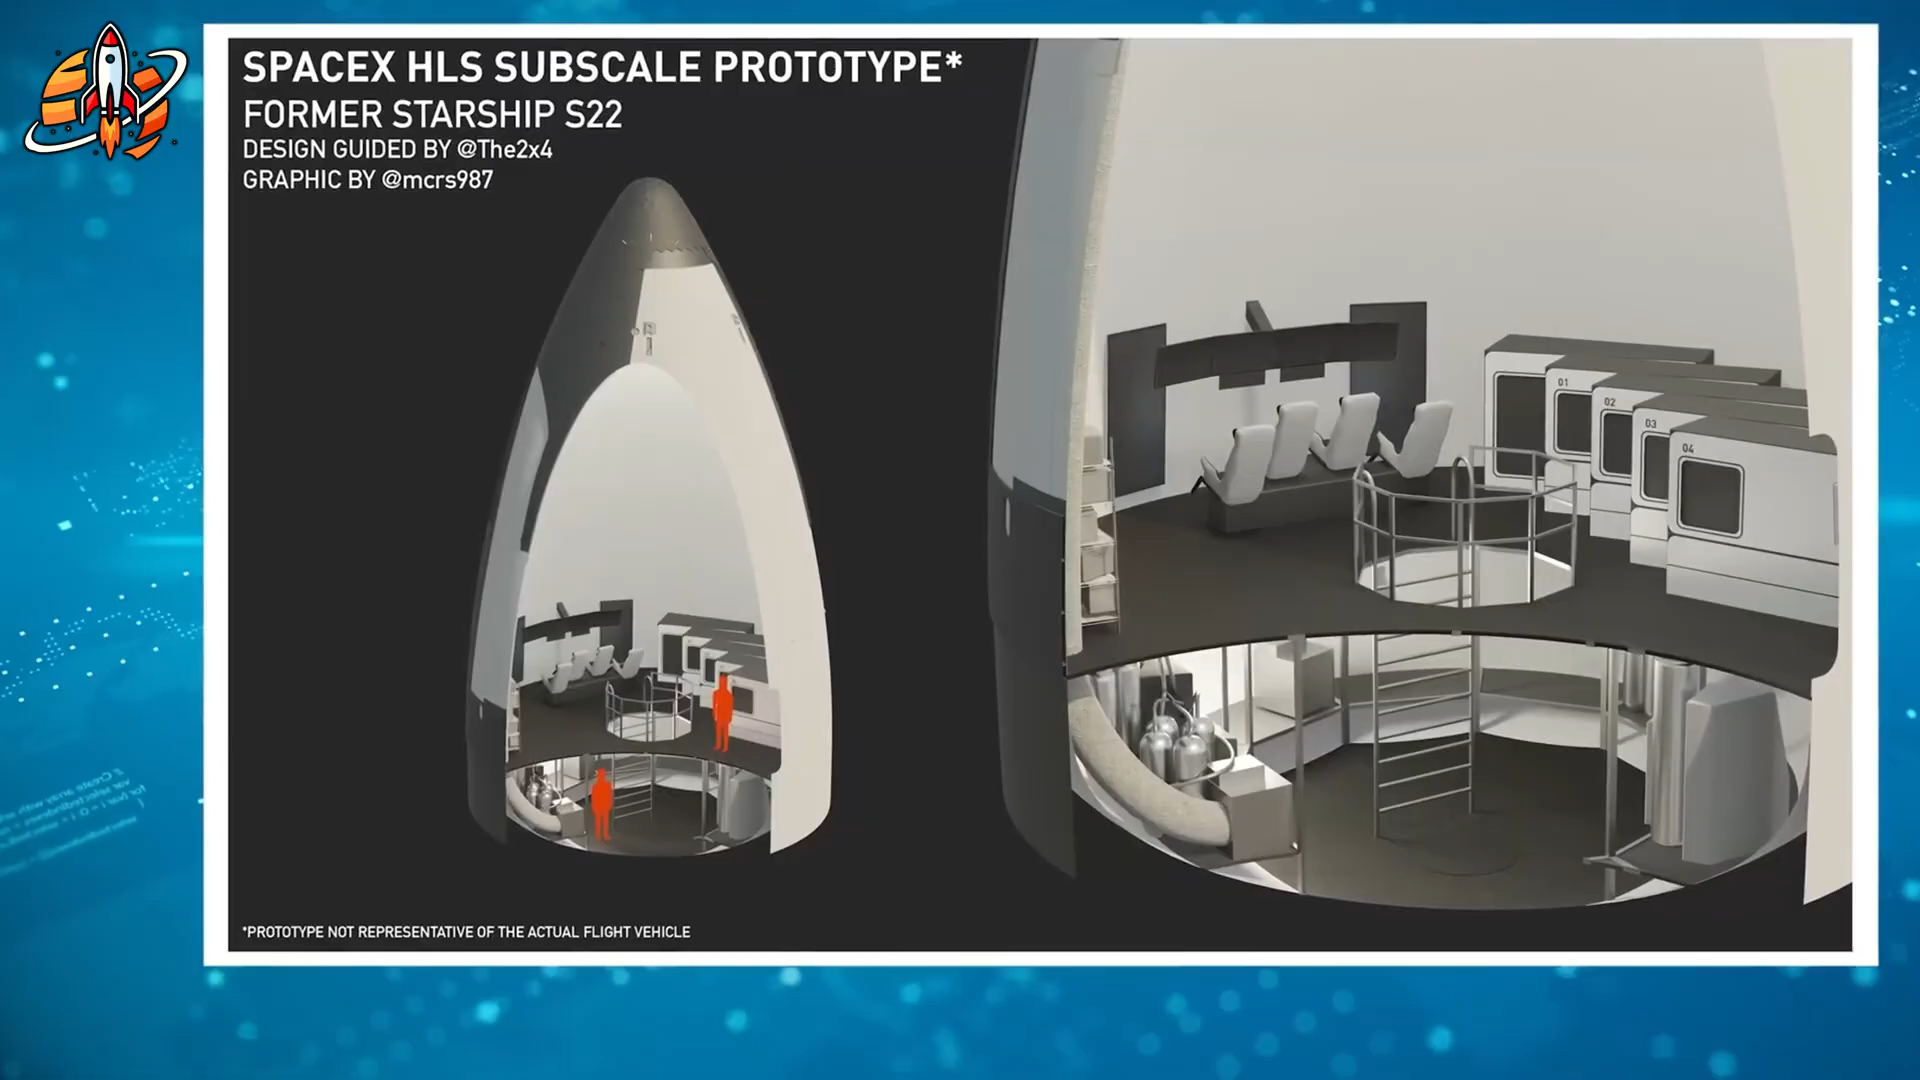 SPACEX HLS SUBSCALE PROTOTYPE*
FORMER STARSHIP S22
DESIGN GUIDED BY @The2x4
GRAPHIC BY @mcrs987
01
02
03
04
*PROTOTYPE NOT REPRESENTATIVE OF THE ACTUAL FLIGHT VEHICLE